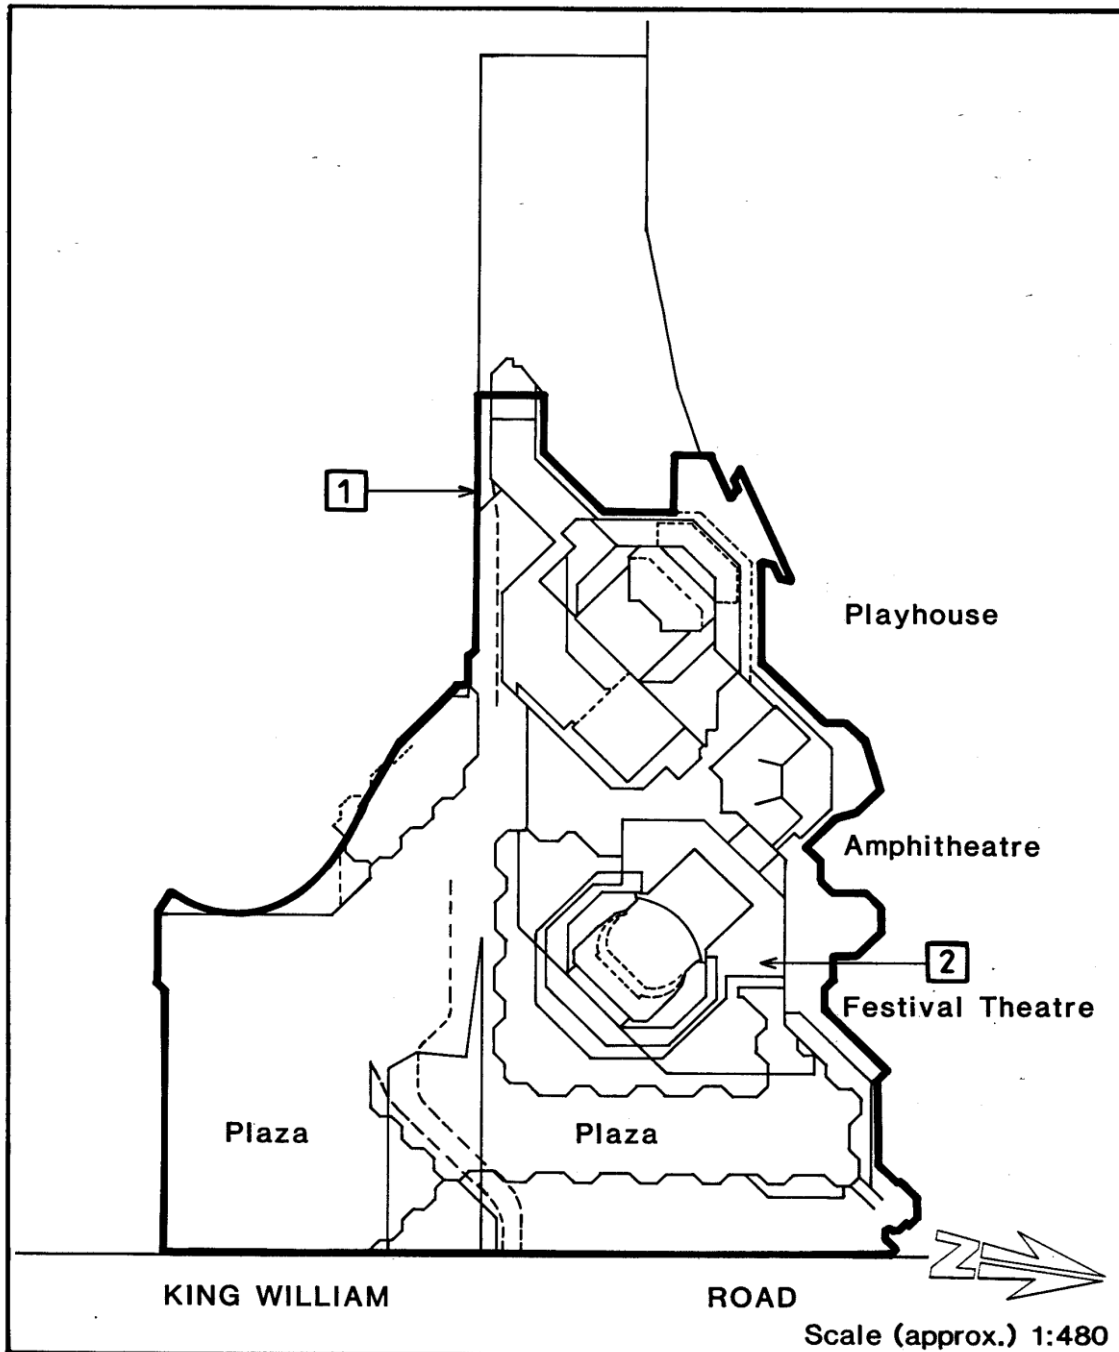 1
Playhouse
Amphitheatre
2
Festival Theatre
Plaza
Plaza
N
KING WILLIAM ROAD
Scale (approx.) 1:480